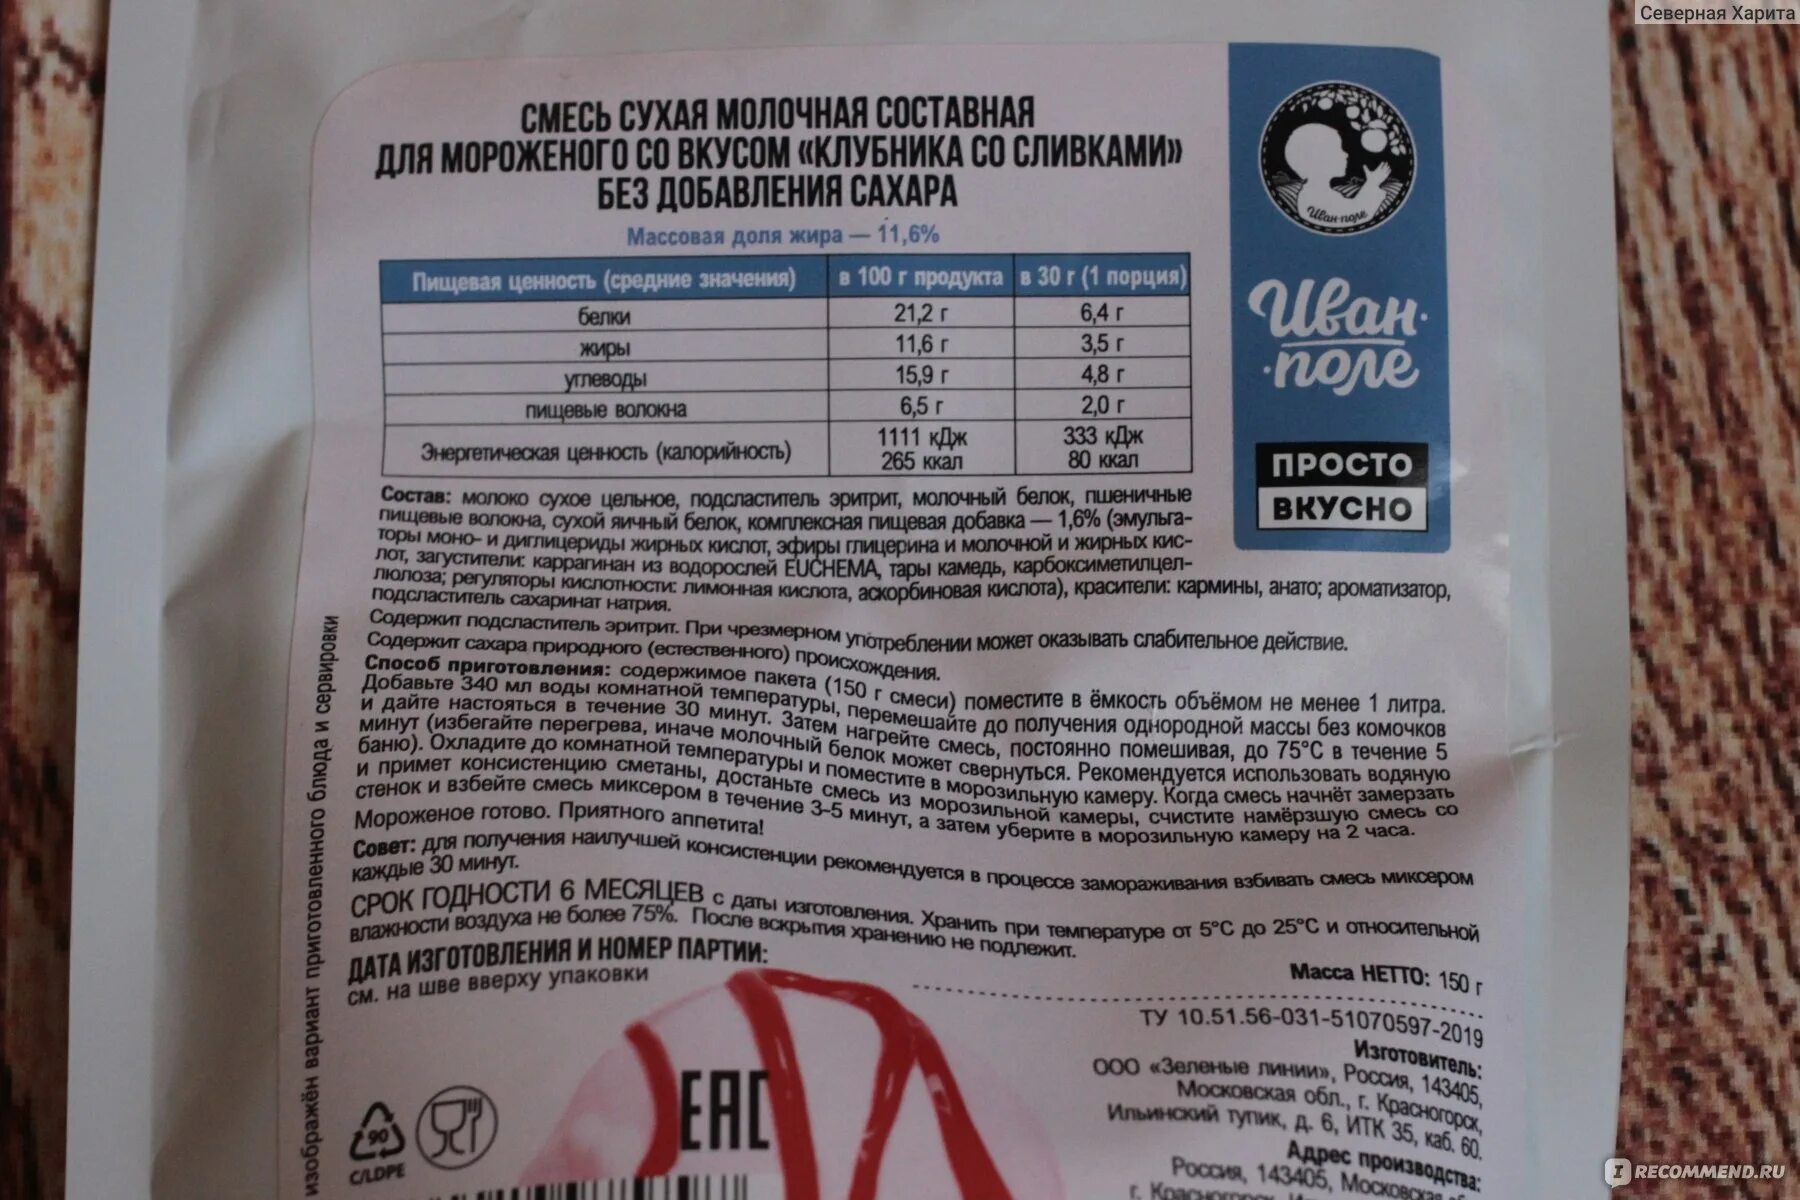 Северная Харита
СМЕСЬ СУХАЯ МОЛОЧНАЯ СОСТАВНАЯ
ДЛЯ МОРОЖЕНОГО СО ВКУСОМ «КЛУБНИКА СО СЛИВКАМИ»
БЕЗ ДОБАВЛЕНИЯ САХАРА
Массовая доля жира — 11,6%
Пищевая ценность (средние значения) в 100 г продукта в 30 г (1 порция)
белки 21,2 г 6,4 г
жиры 11,6 г 3,5 г
углеводы 15,9 г 4,8 г
пищевые волокна 6,5 г 2,0 г
Энергетическая ценность (калорийность) 1111 кДж 333 кДж
265 ккал 80 ккал
Иван-поле
Иван-
-поле
ПРОСТО
ВКУСНО
Состав: молоко сухое цельное, подсластитель эритрит, молочный белок, пшеничные
пищевые волокна, сухой яичный белок, комплексная пищевая добавка — 1,6% (эмульга-
торы моно- и диглицериды жирных кислот, эфиры глицерина и молочной и жирных кис-
лот, загустители: каррагинан из водорослей EUCHEMA, тары камедь, карбоксиметилцел-
люлоза; регуляторы кислотности: лимонная кислота, аскорбиновая кислота), красители: кармины, анато; ароматизатор,
подсластитель сахаринат натрия.
Содержит подсластитель эритрит. При чрезмерном употреблении может оказывать слабительное действие.
Содержит сахара природного (естественного) происхождения.
Способ приготовления: содержимое пакета (150 г смеси) поместите в ёмкость объёмом не менее 1 литра.
Добавьте 340 мл воды комнатной температуры, перемешайте до получения однородной массы без комочков
и дайте настояться в течение 30 минут. Затем нагрейте смесь, постоянно помешивая, до 75°С в течение 5
минут (избегайте перегрева, иначе молочный белок может свернуться. Рекомендуется использовать водяную
баню). Охладите до комнатной температуры и поместите в морозильную камеру. Когда смесь начнёт замерзать
и примет консистенцию сметаны, достаньте смесь из морозильной камеры, счистите намёрзшую смесь со
стенок и взбейте смесь миксером в течение 3-5 минут, а затем уберите в морозильную камеру на 2 часа.
Мороженое готово. Приятного аппетита!
Совет: для получения наилучшей консистенции рекомендуется в процессе замораживания взбивать смесь миксером
каждые 30 минут.
СРОК ГОДНОСТИ 6 МЕСЯЦЕВ с даты изготовления. Хранить при температуре от 5°С до 25°С и относительной
влажности воздуха не более 75%. После вскрытия хранению не подлежит.
ДАТА ИЗГОТОВЛЕНИЯ И НОМЕР ПАРТИИ:
см. на шве вверху упаковки
Масса НЕТТО: 150 г
ТУ 10.51.56-031-51070597-2019
Изготовитель:
ООО «Зеленые линии», Россия, 143405,
Московская обл., г. Красногорск,
Ильинский тупик, д. 6, ИТК 35, каб. 60.
Адрес производства:
Россия, 143405, Московская
г. Красногорск
изображён вариант приготовленного блюда и сервировки
90
C/LDPE
EAC
IRECOMMEND.RU